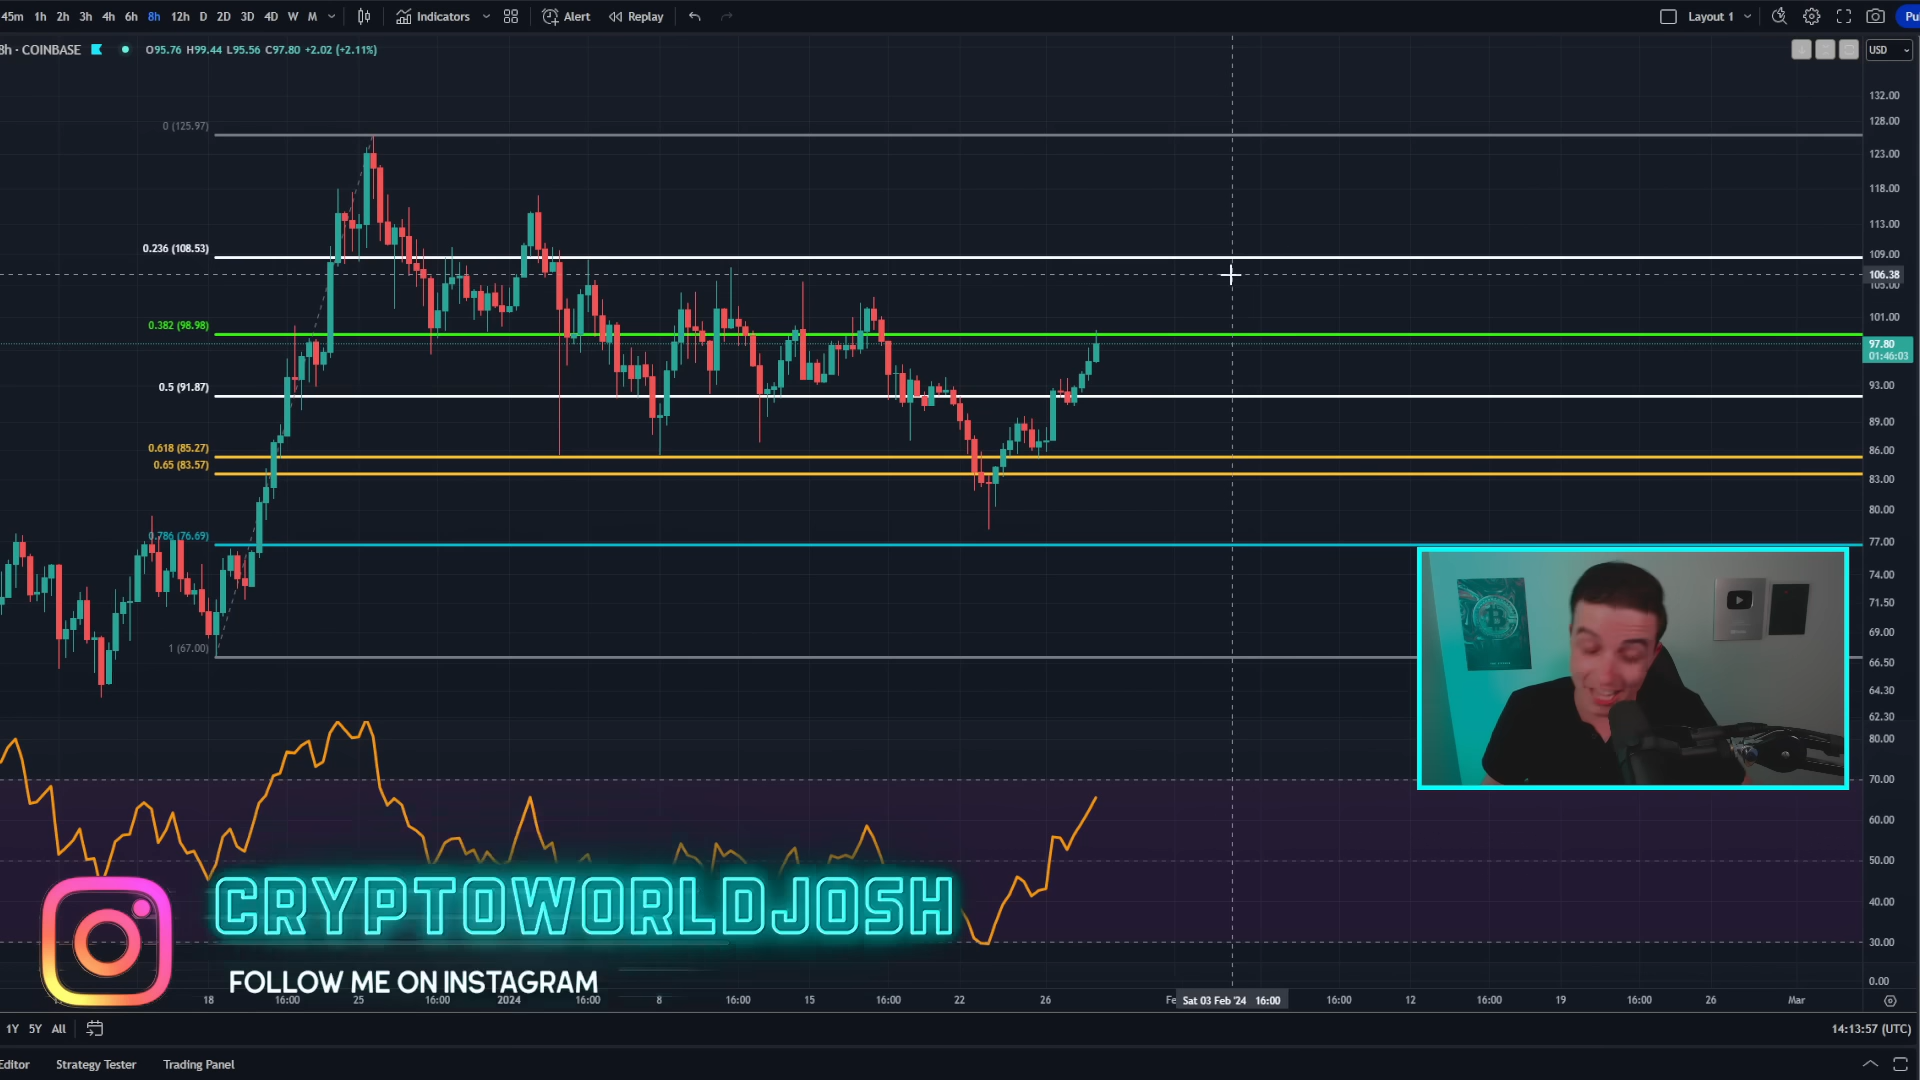 45m 1h 2h 3h 4h 6h 8h 12h D 2D 3D 4D W M Indicators Alert Replay Layout 1
8h · COINBASE O95.76 H99.44 L95.56 C97.80 +2.02 (+2.11%) USD
132.00
0 (125.97) 128.00
123.00
118.00
113.00
0.236 (108.53) 109.00
106.38
105.00
0.382 (98.98) 101.00
97.80
01:46:03
0.5 (91.87) 93.00
89.00
0.618 (85.27) 86.00
0.65 (83.57) 83.00
80.00
0.786 (76.69) 77.00
74.00
71.50
69.00
1 (67.00) 66.50
64.30
62.30
80.00
70.00
60.00
50.00
CRYPTOWORLDJOSH 40.00
30.00
FOLLOW ME ON INSTAGRAM 0.00
18 16:00 25 16:00 2024 16:00 8 16:00 15 16:00 22 26 Fe Sat 03 Feb '24 16:00 16:00 12 16:00 19 16:00 26 Mar
1Y 5Y All 14:13:57 (UTC)
Editor Strategy Tester Trading Panel